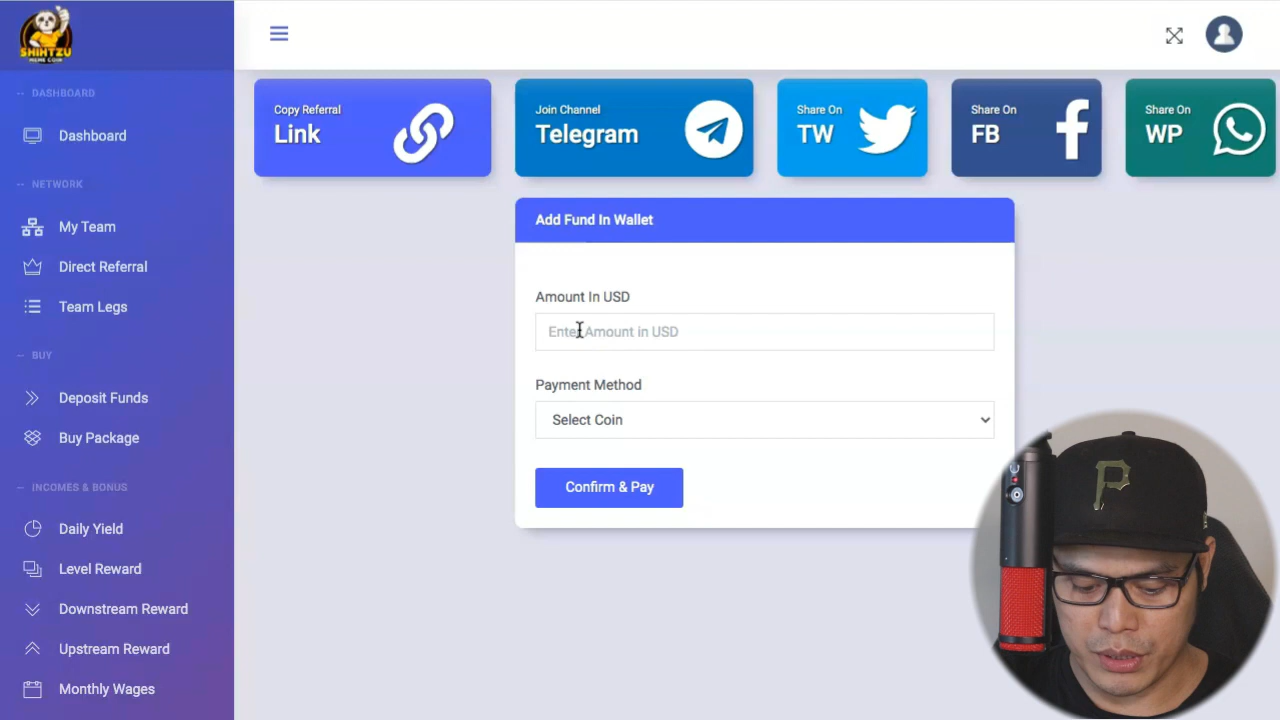 SHIHTZU
MEME COIN
-- DASHBOARD
Dashboard
-- NETWORK
My Team
Direct Referral
Team Legs
-- BUY
Deposit Funds
Buy Package
-- INCOMES & BONUS
Daily Yield
Level Reward
Downstream Reward
Upstream Reward
Monthly Wages
Copy Referral
Link
Join Channel
Telegram
Share On
TW
Share On
FB
Share On
WP
Add Fund In Wallet
Amount In USD
Enter Amount in USD
Payment Method
Select Coin
Confirm & Pay
P